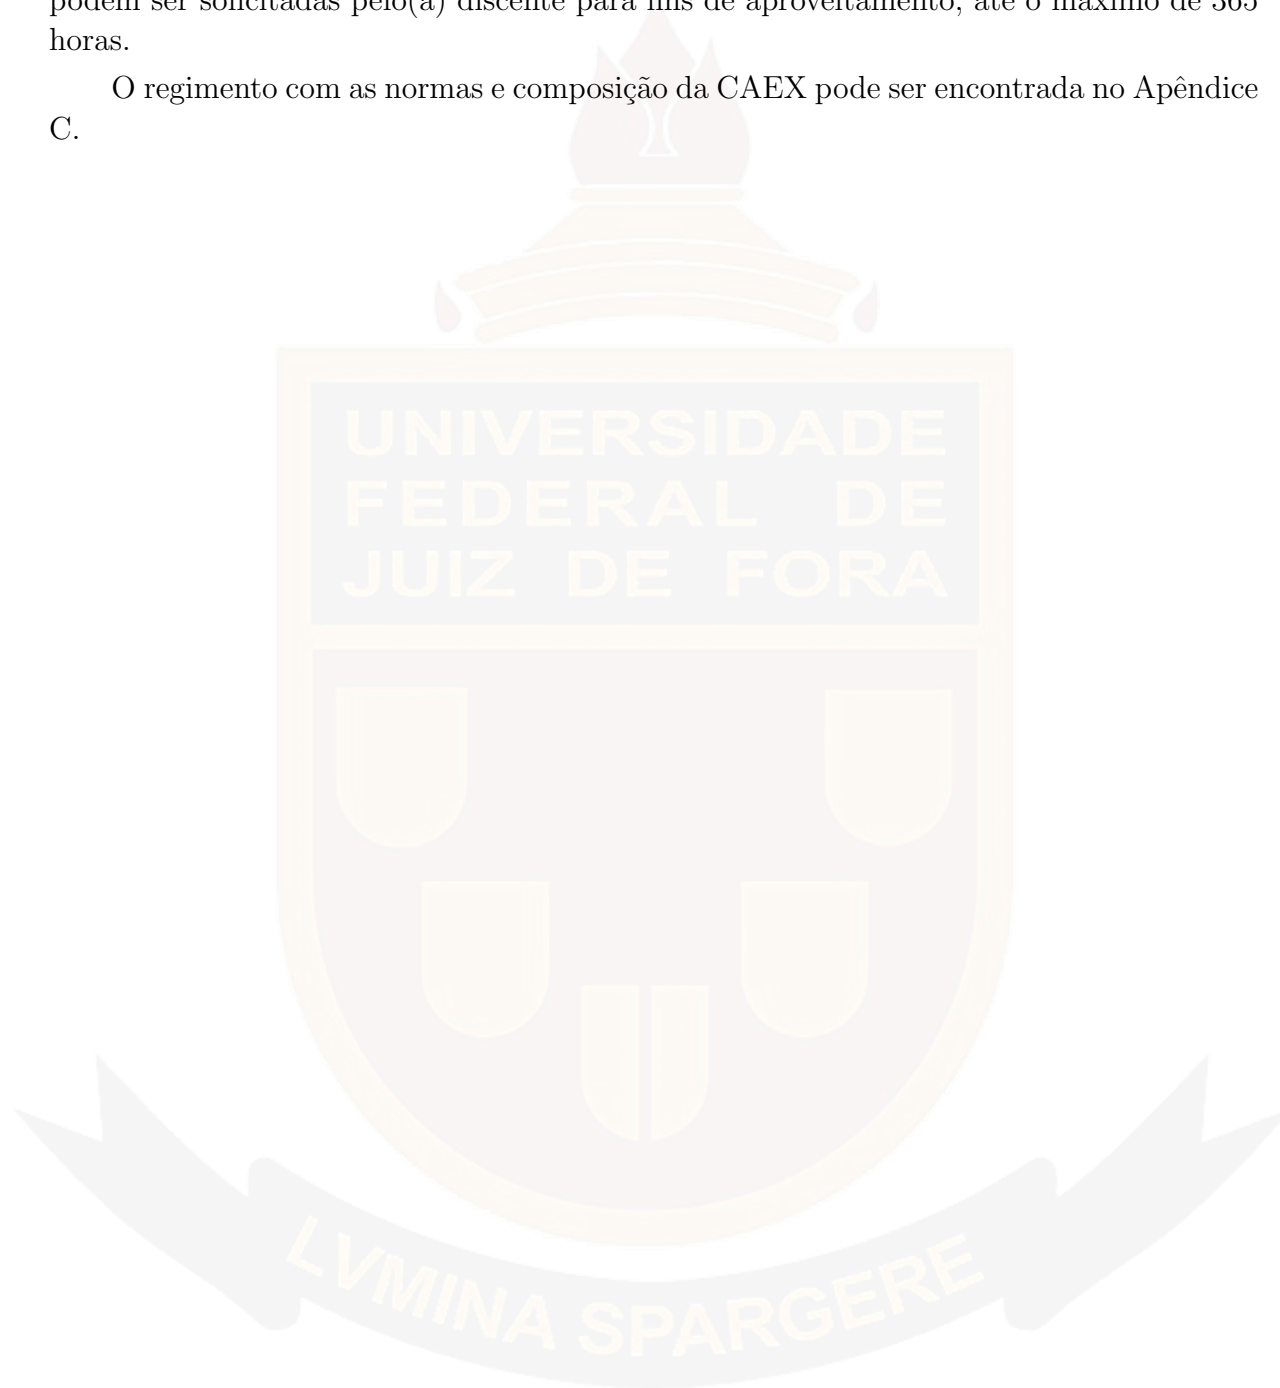 podem ser solicitadas pelo(a) discente para fins de aproveitamento, até o máximo de 365
horas.
O regimento com as normas e composição da CAEX pode ser encontrada no Apêndice
C.
UNIVERSIDADE
FEDERAL DE
JUIZ DE FORA
LVMINA SPARGERE